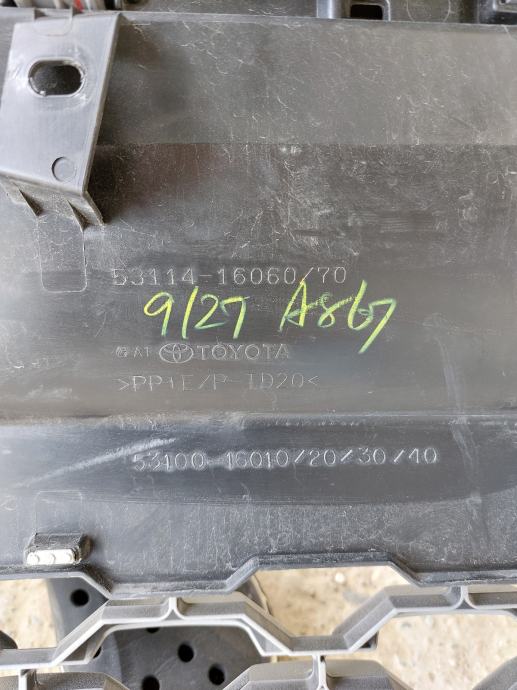 53114-16060/70
9/27 A867
GAT TOYOTA
>PP+E/P-TD20<
53100-16010/20/30/40